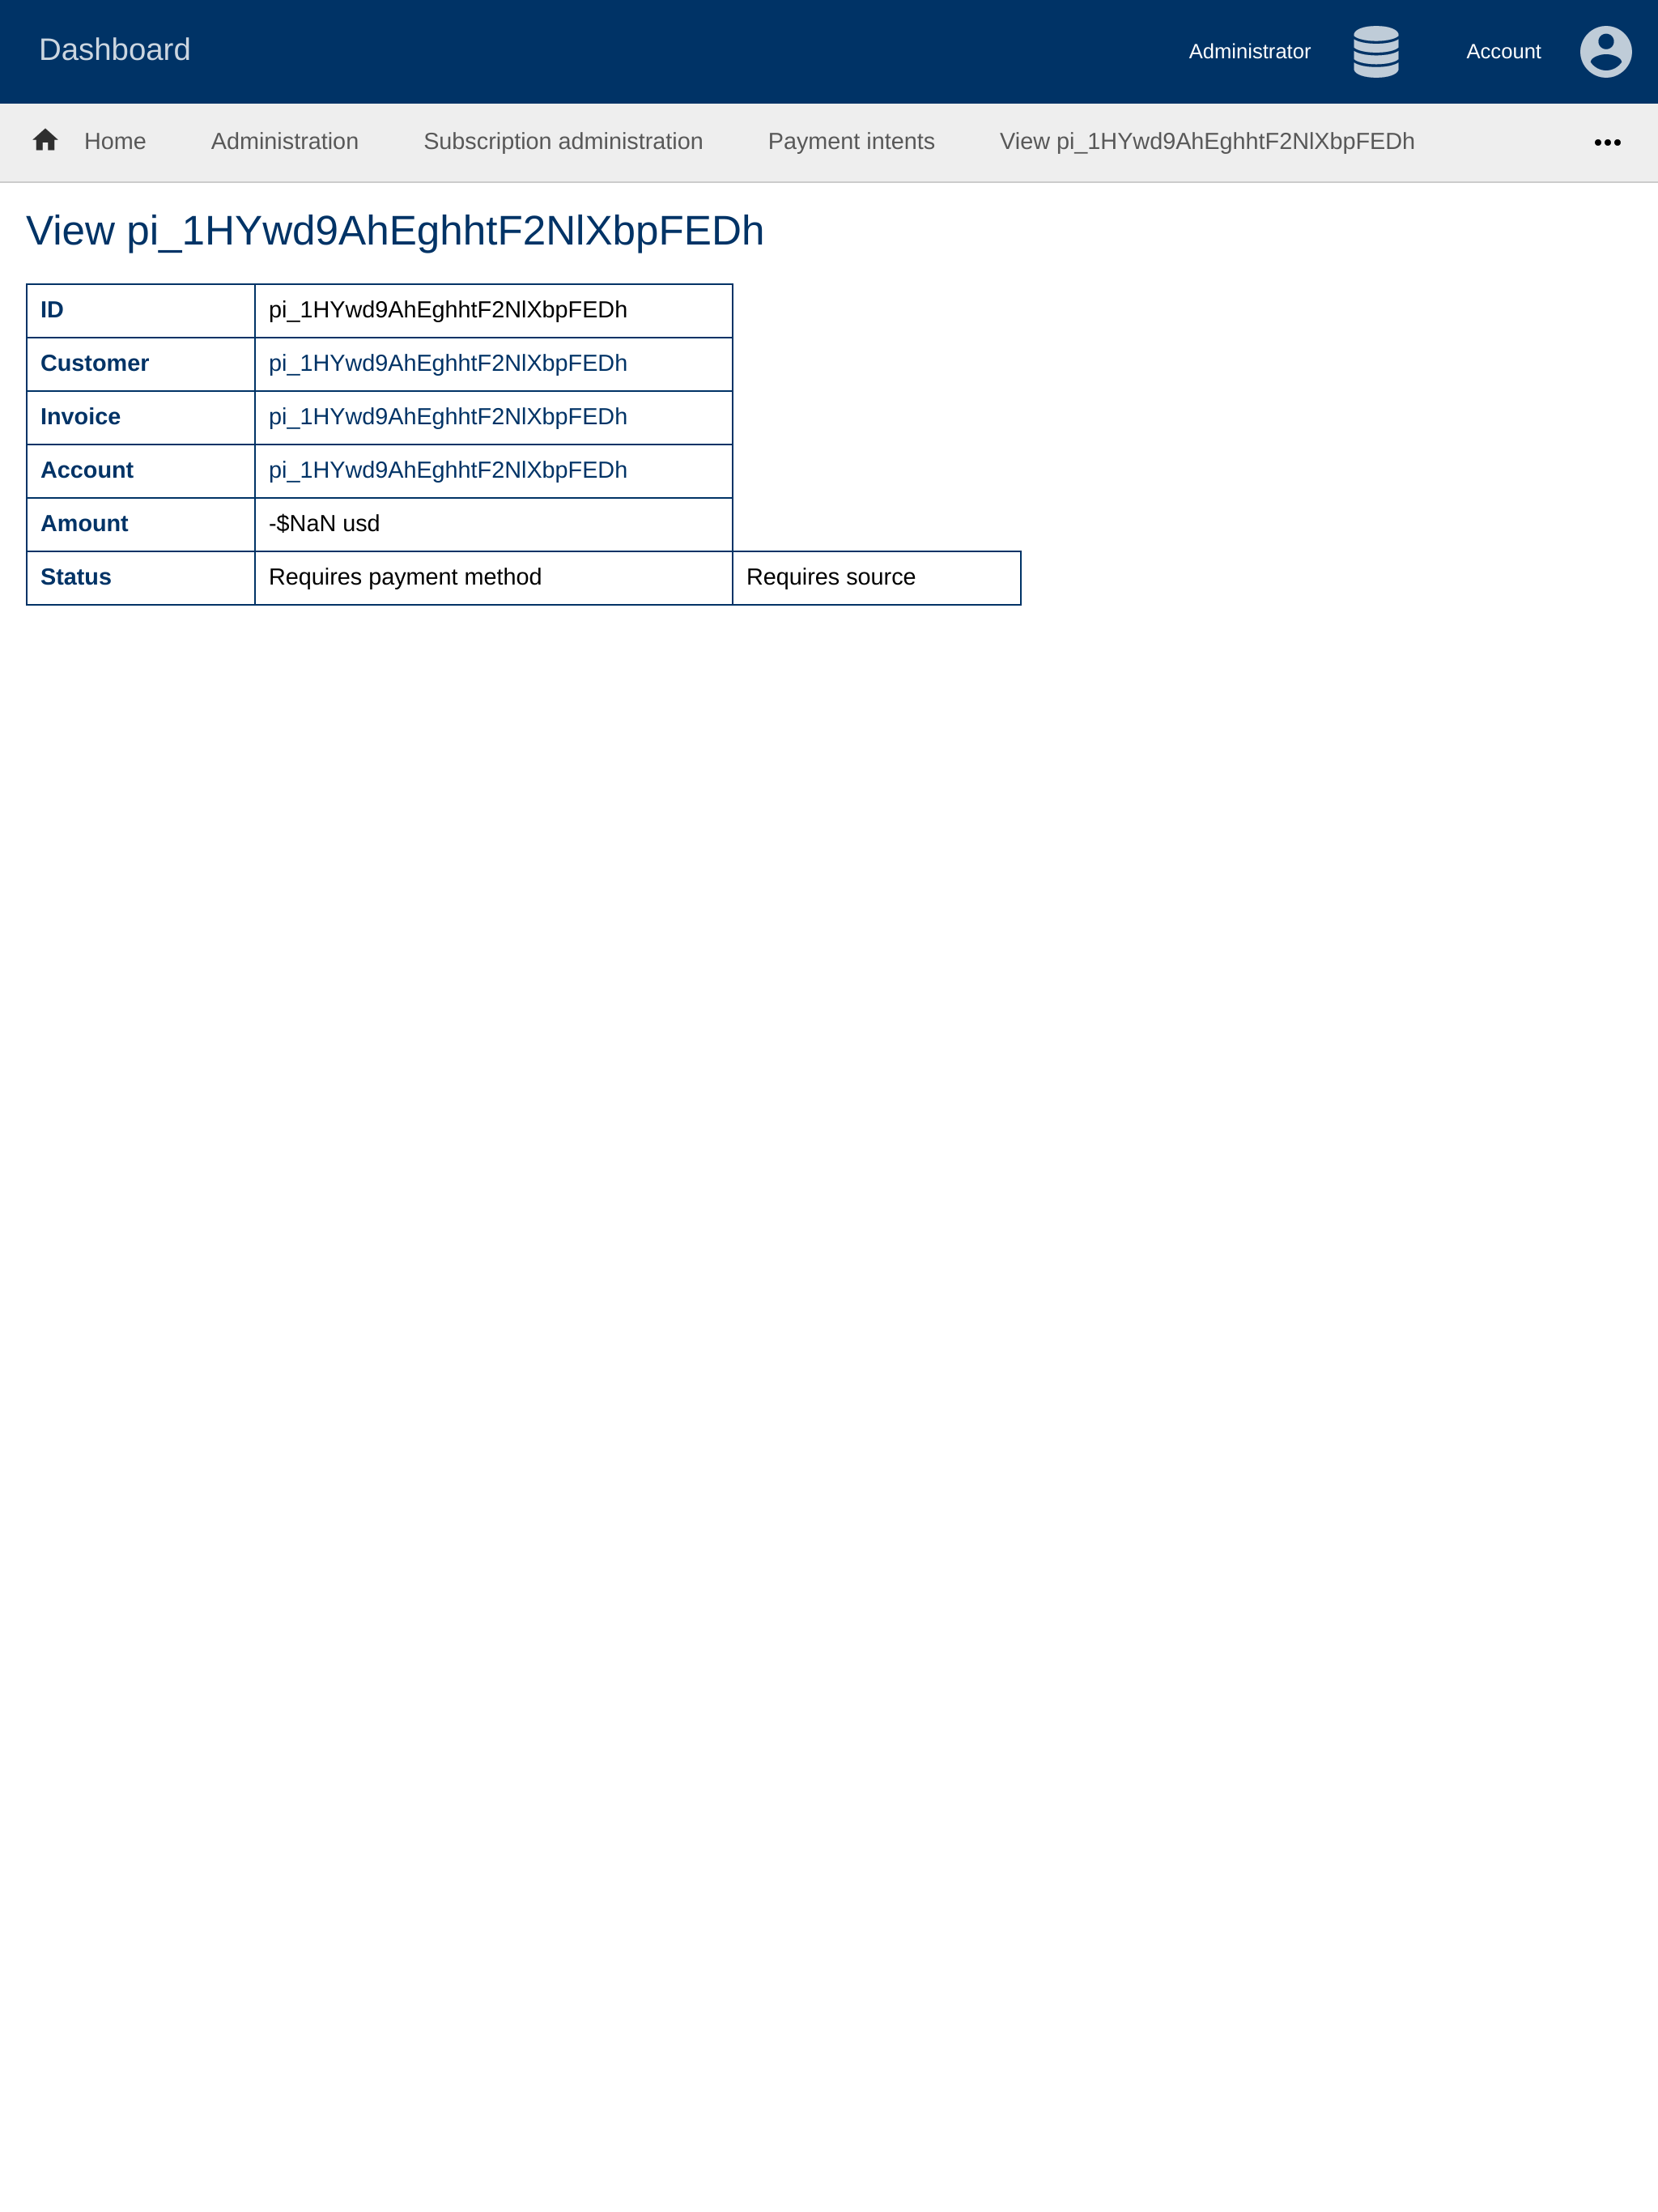 Dashboard Administrator Account
Home Administration Subscription administration Payment intents View pi_1HYwd9AhEghhtF2NlXbpFEDh •••
View pi_1HYwd9AhEghhtF2NlXbpFEDh
ID pi_1HYwd9AhEghhtF2NlXbpFEDh
Customer pi_1HYwd9AhEghhtF2NlXbpFEDh
Invoice pi_1HYwd9AhEghhtF2NlXbpFEDh
Account pi_1HYwd9AhEghhtF2NlXbpFEDh
Amount -$NaN usd
Status Requires payment method Requires source